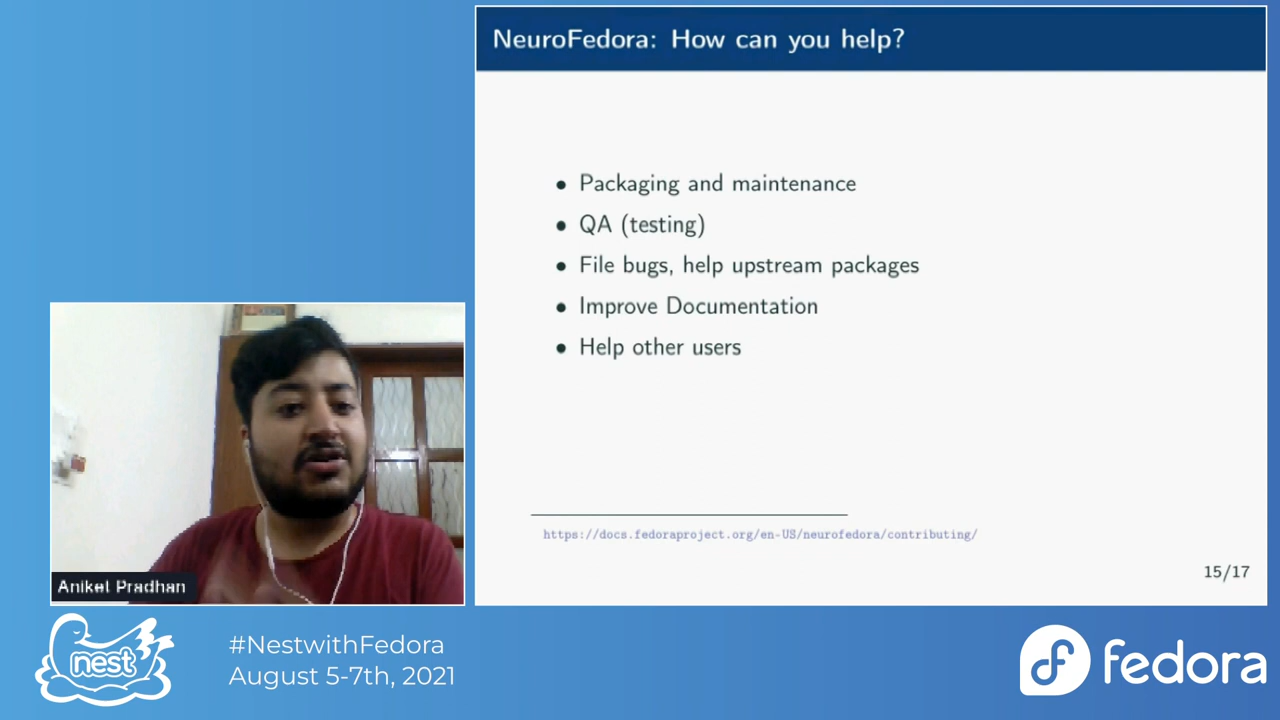 NeuroFedora: How can you help?
• Packaging and maintenance
• QA (testing)
• File bugs, help upstream packages
• Improve Documentation
• Help other users
https://docs.fedoraproject.org/en-US/neurofedora/contributing/
15/17
Aniket Pradhan
nest
#NestwithFedora
August 5-7th, 2021
fedora